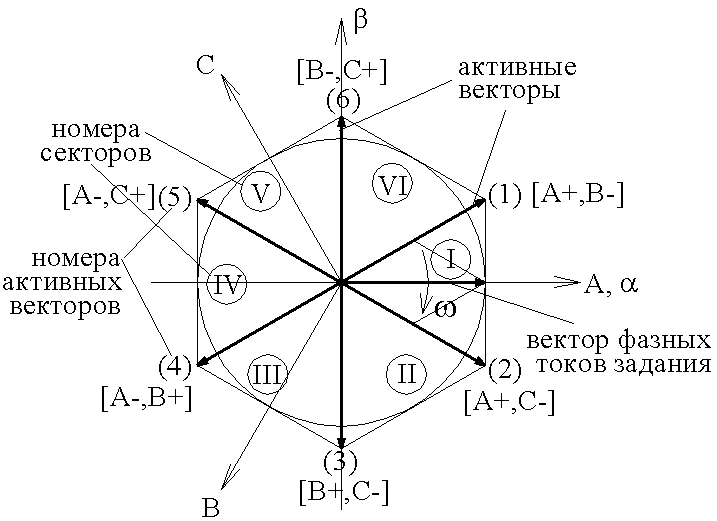 β
C
[B-,C+]
(6)
активные
векторы
номера
секторов
V
VI
[A-,C+] (5)
(1) [A+,B-]
I
номера
активных
векторов
IV
A, α
ω
вектор фазных
токов задания
(4)
III
II
(2)
[A-,B+]
[A+,C-]
(3)
[B+,C-]
B